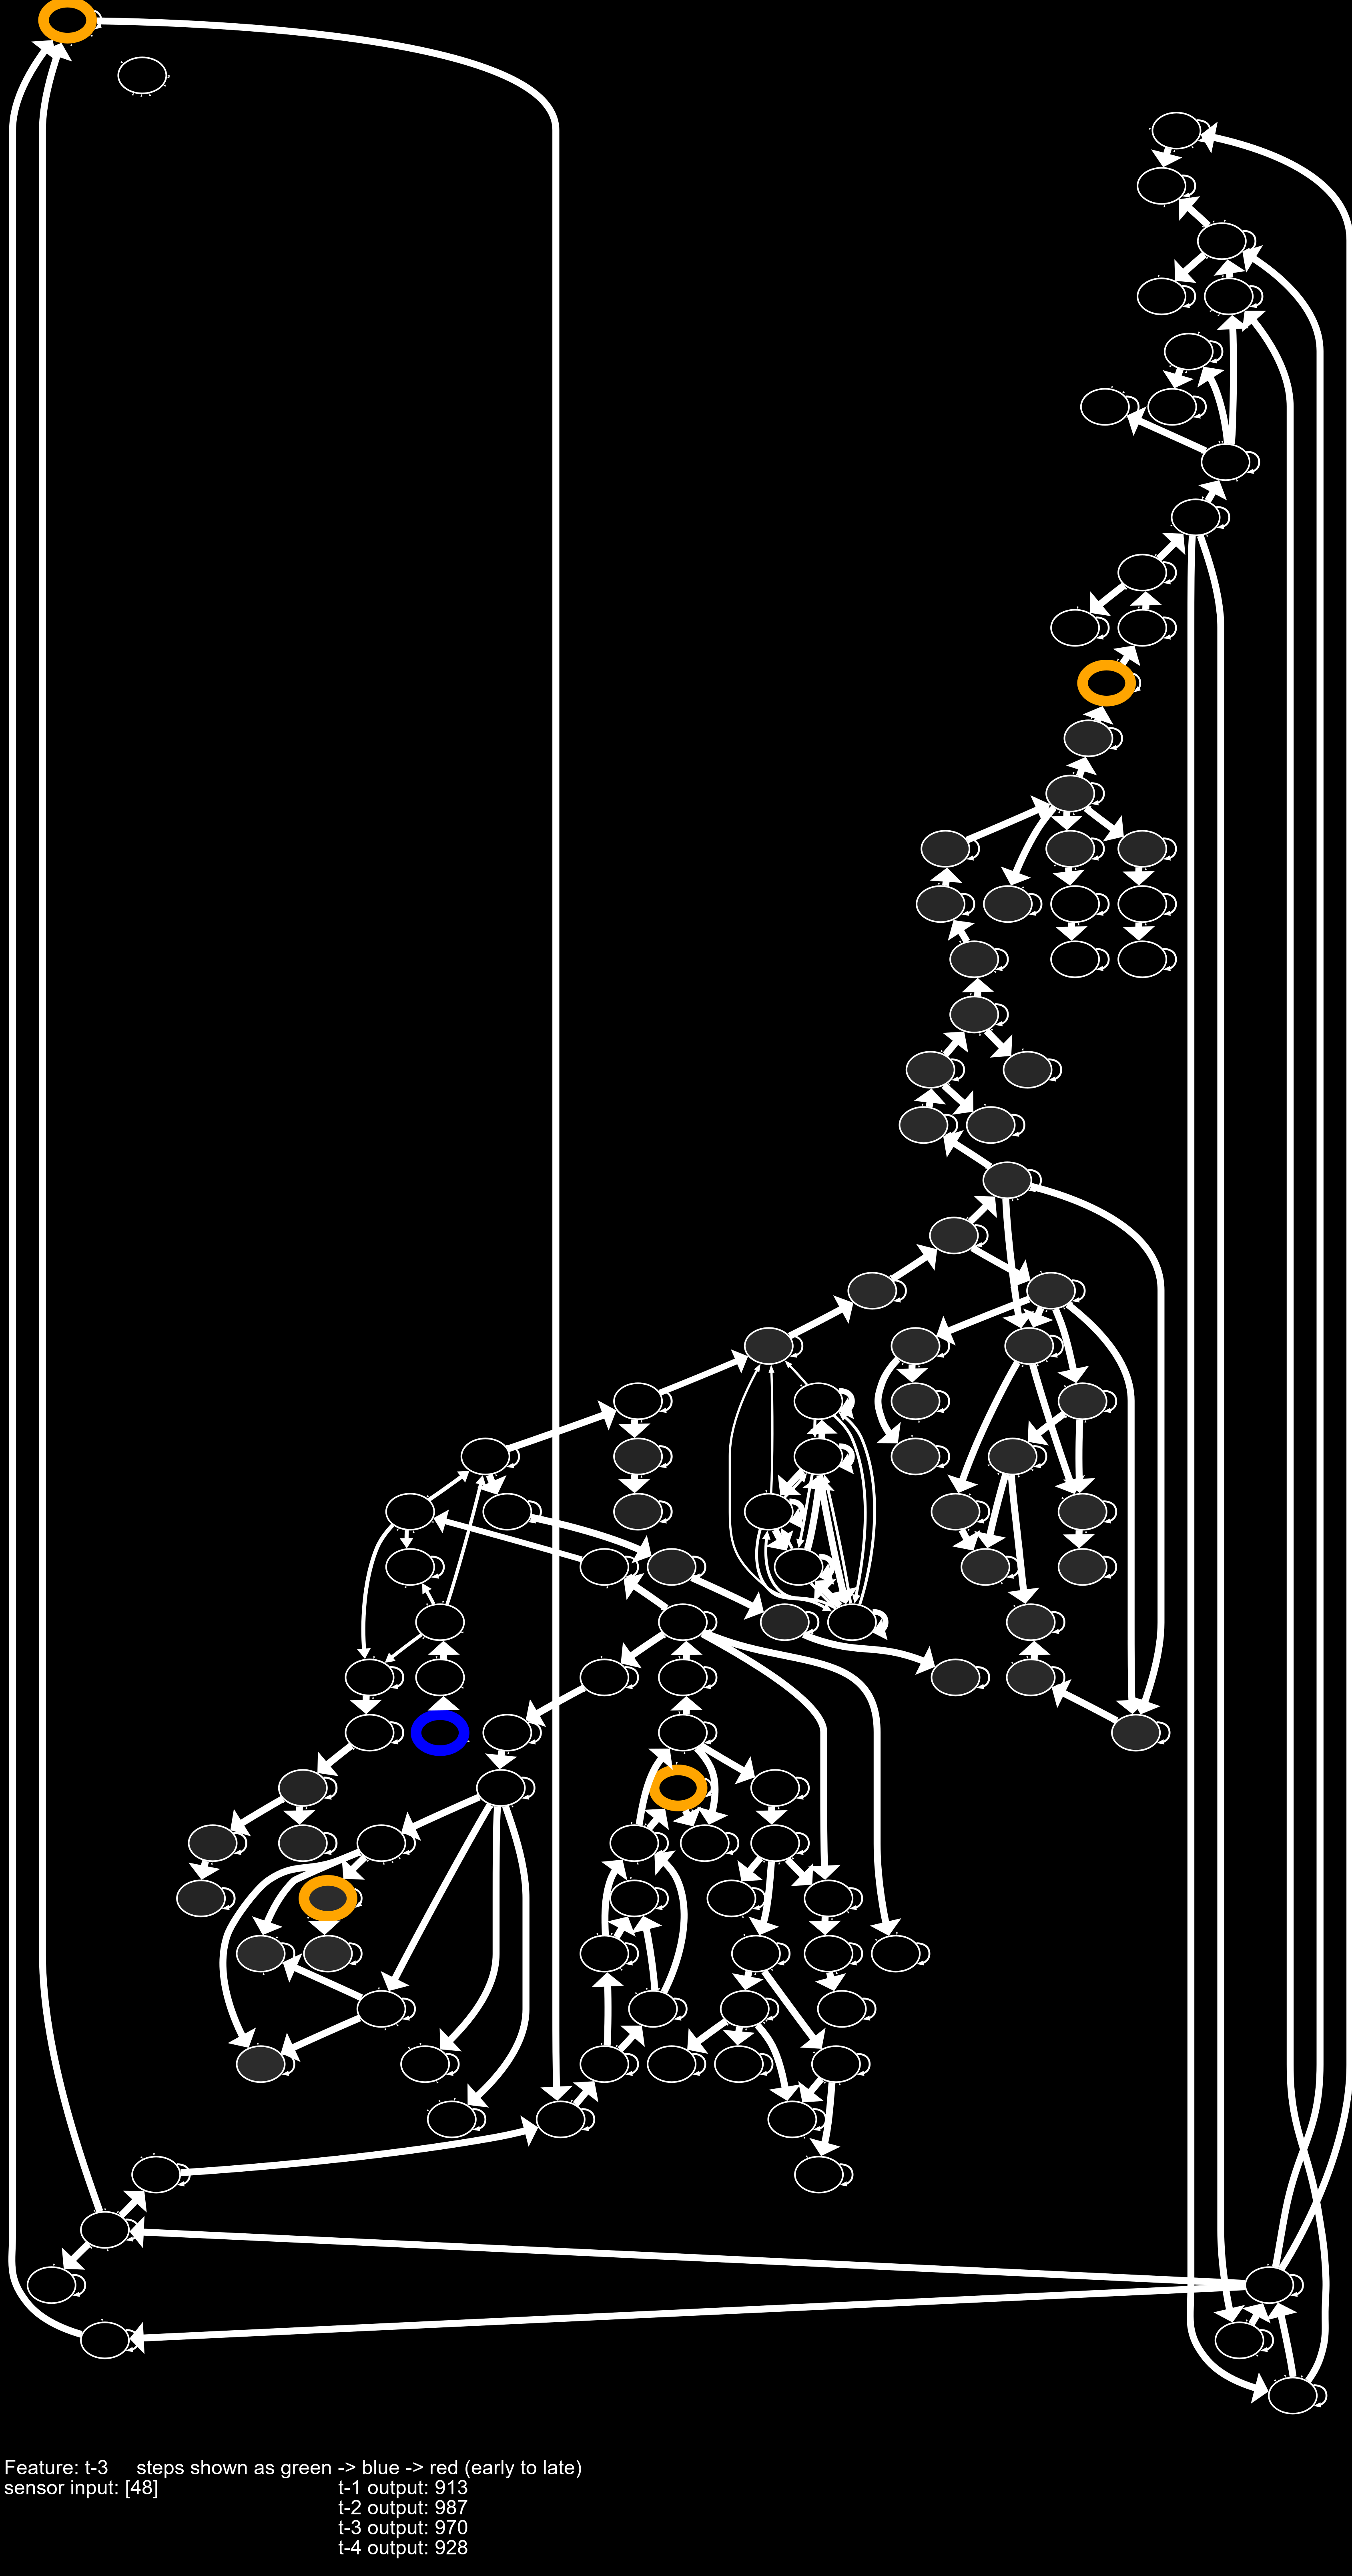 Feature: t-3 steps shown as green -> blue -> red (early to late)
sensor input: [48] t-1 output: 913
t-2 output: 987
t-3 output: 970
t-4 output: 928